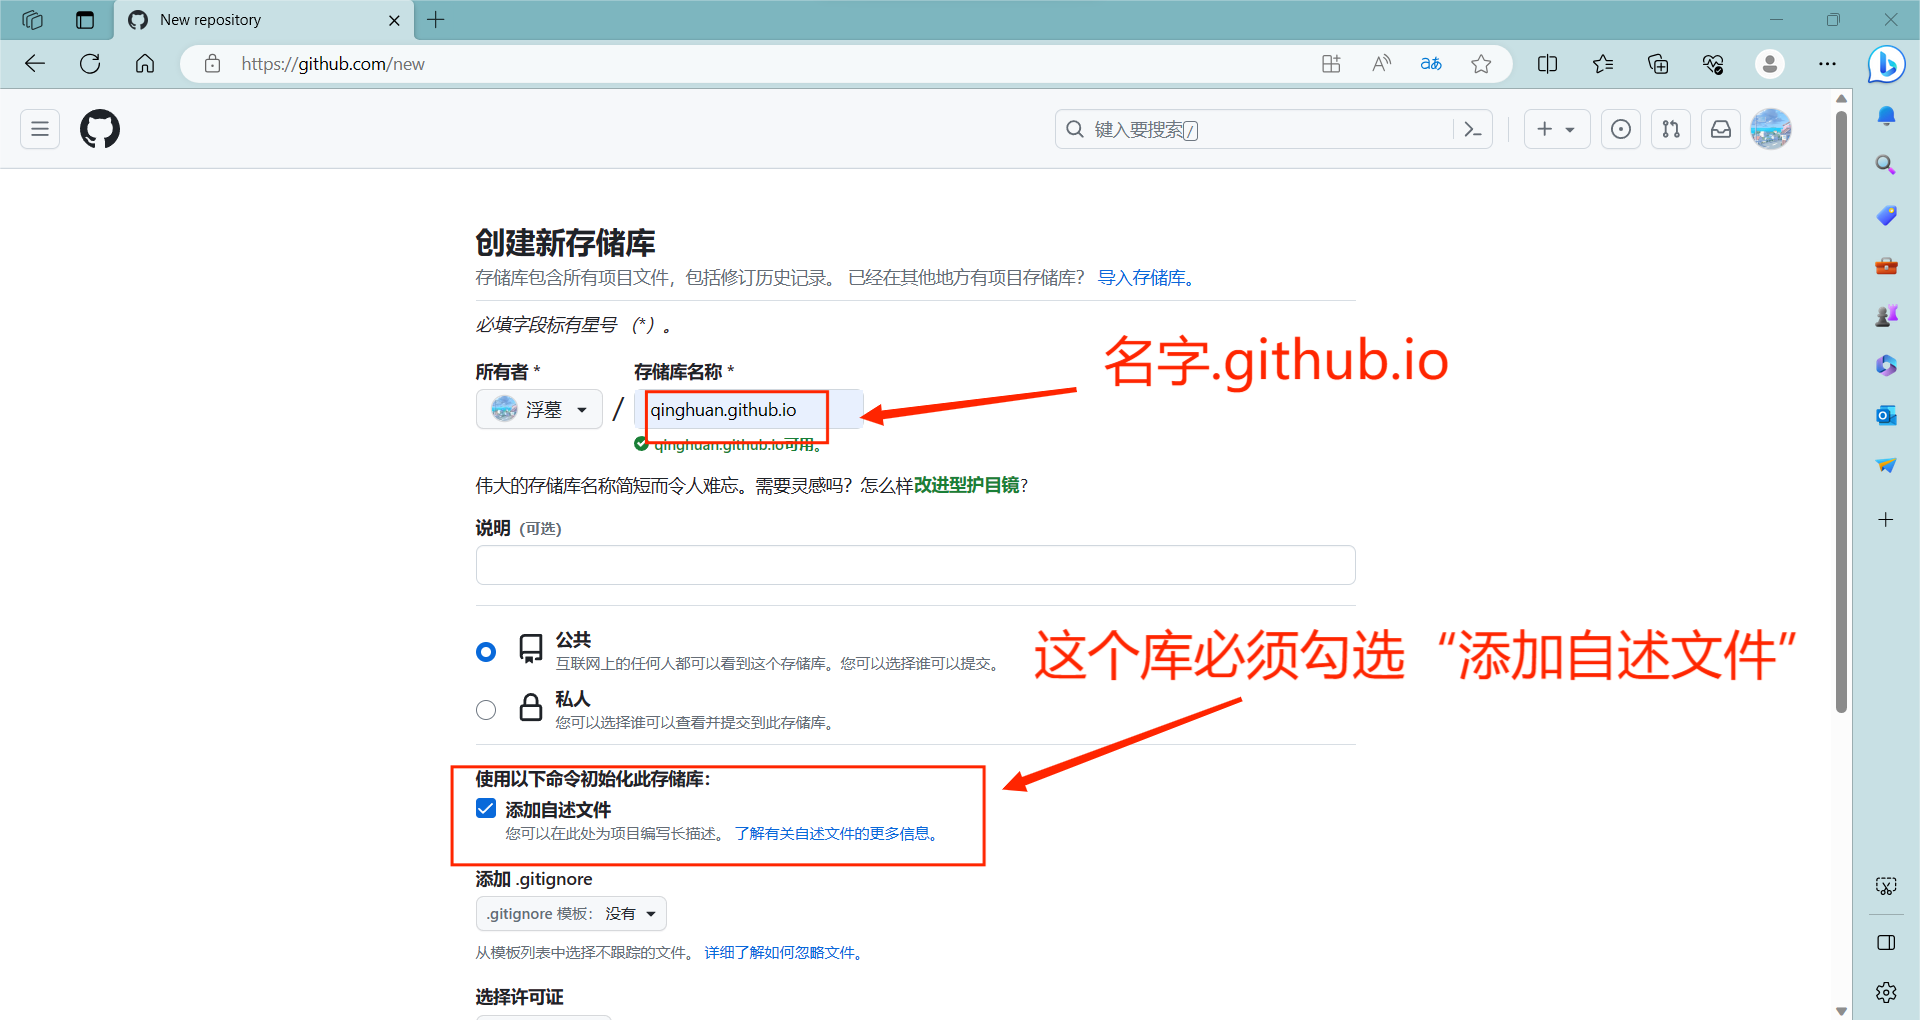 New repository
https://github.com/new
键入要搜索/
创建新存储库
存储库包含所有项目文件，包括修订历史记录。 已经在其他地方有项目存储库？ 导入存储库。
必填字段标有星号 （*）。
名字.github.io
所有者 * 存储库名称 *
浮墓 / qinghuan.github.io
qinghuan.github.io可用。
伟大的存储库名称简短而令人难忘。需要灵感吗？怎么样改进型护目镜？
说明 (可选)
公共
互联网上的任何人都可以看到这个存储库。您可以选择谁可以提交。
这个库必须勾选“添加自述文件”
私人
您可以选择谁可以查看并提交到此存储库。
使用以下命令初始化此存储库：
添加自述文件
您可以在此处为项目编写长描述。 了解有关自述文件的更多信息。
添加 .gitignore
.gitignore 模板： 没有
从模板列表中选择不跟踪的文件。 详细了解如何忽略文件。
选择许可证